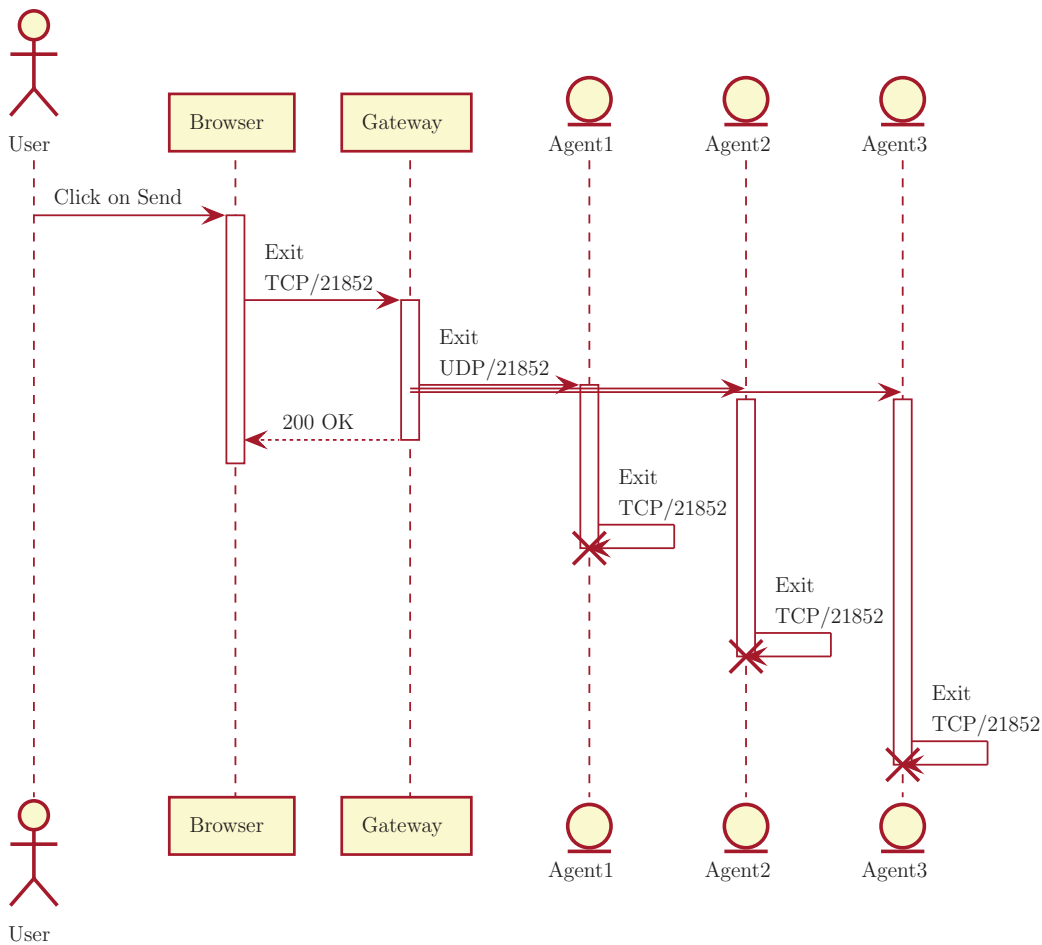 User
Browser
Gateway
Agent1
Agent2
Agent3
Click on Send
Exit
TCP/21852
Exit
UDP/21852
200 OK
Exit
TCP/21852
Exit
TCP/21852
Exit
TCP/21852
Browser
Gateway
Agent1
Agent2
Agent3
User